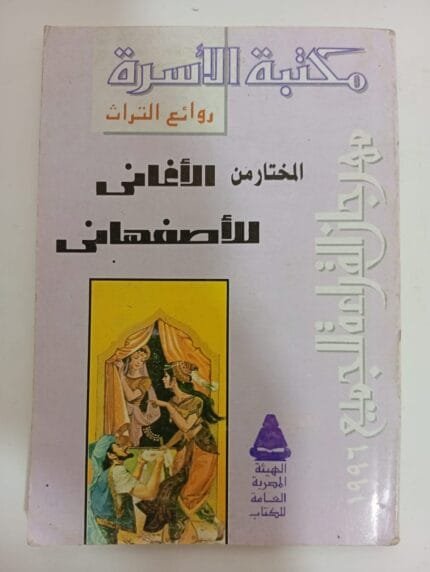 مكتبة الأسرة
روائع التراث
المختار من الأغانى
للأصفهانى
مهرجان القراءة للجميع ١٩٩٦
الهيئة
المصرية
العامة
للكتاب